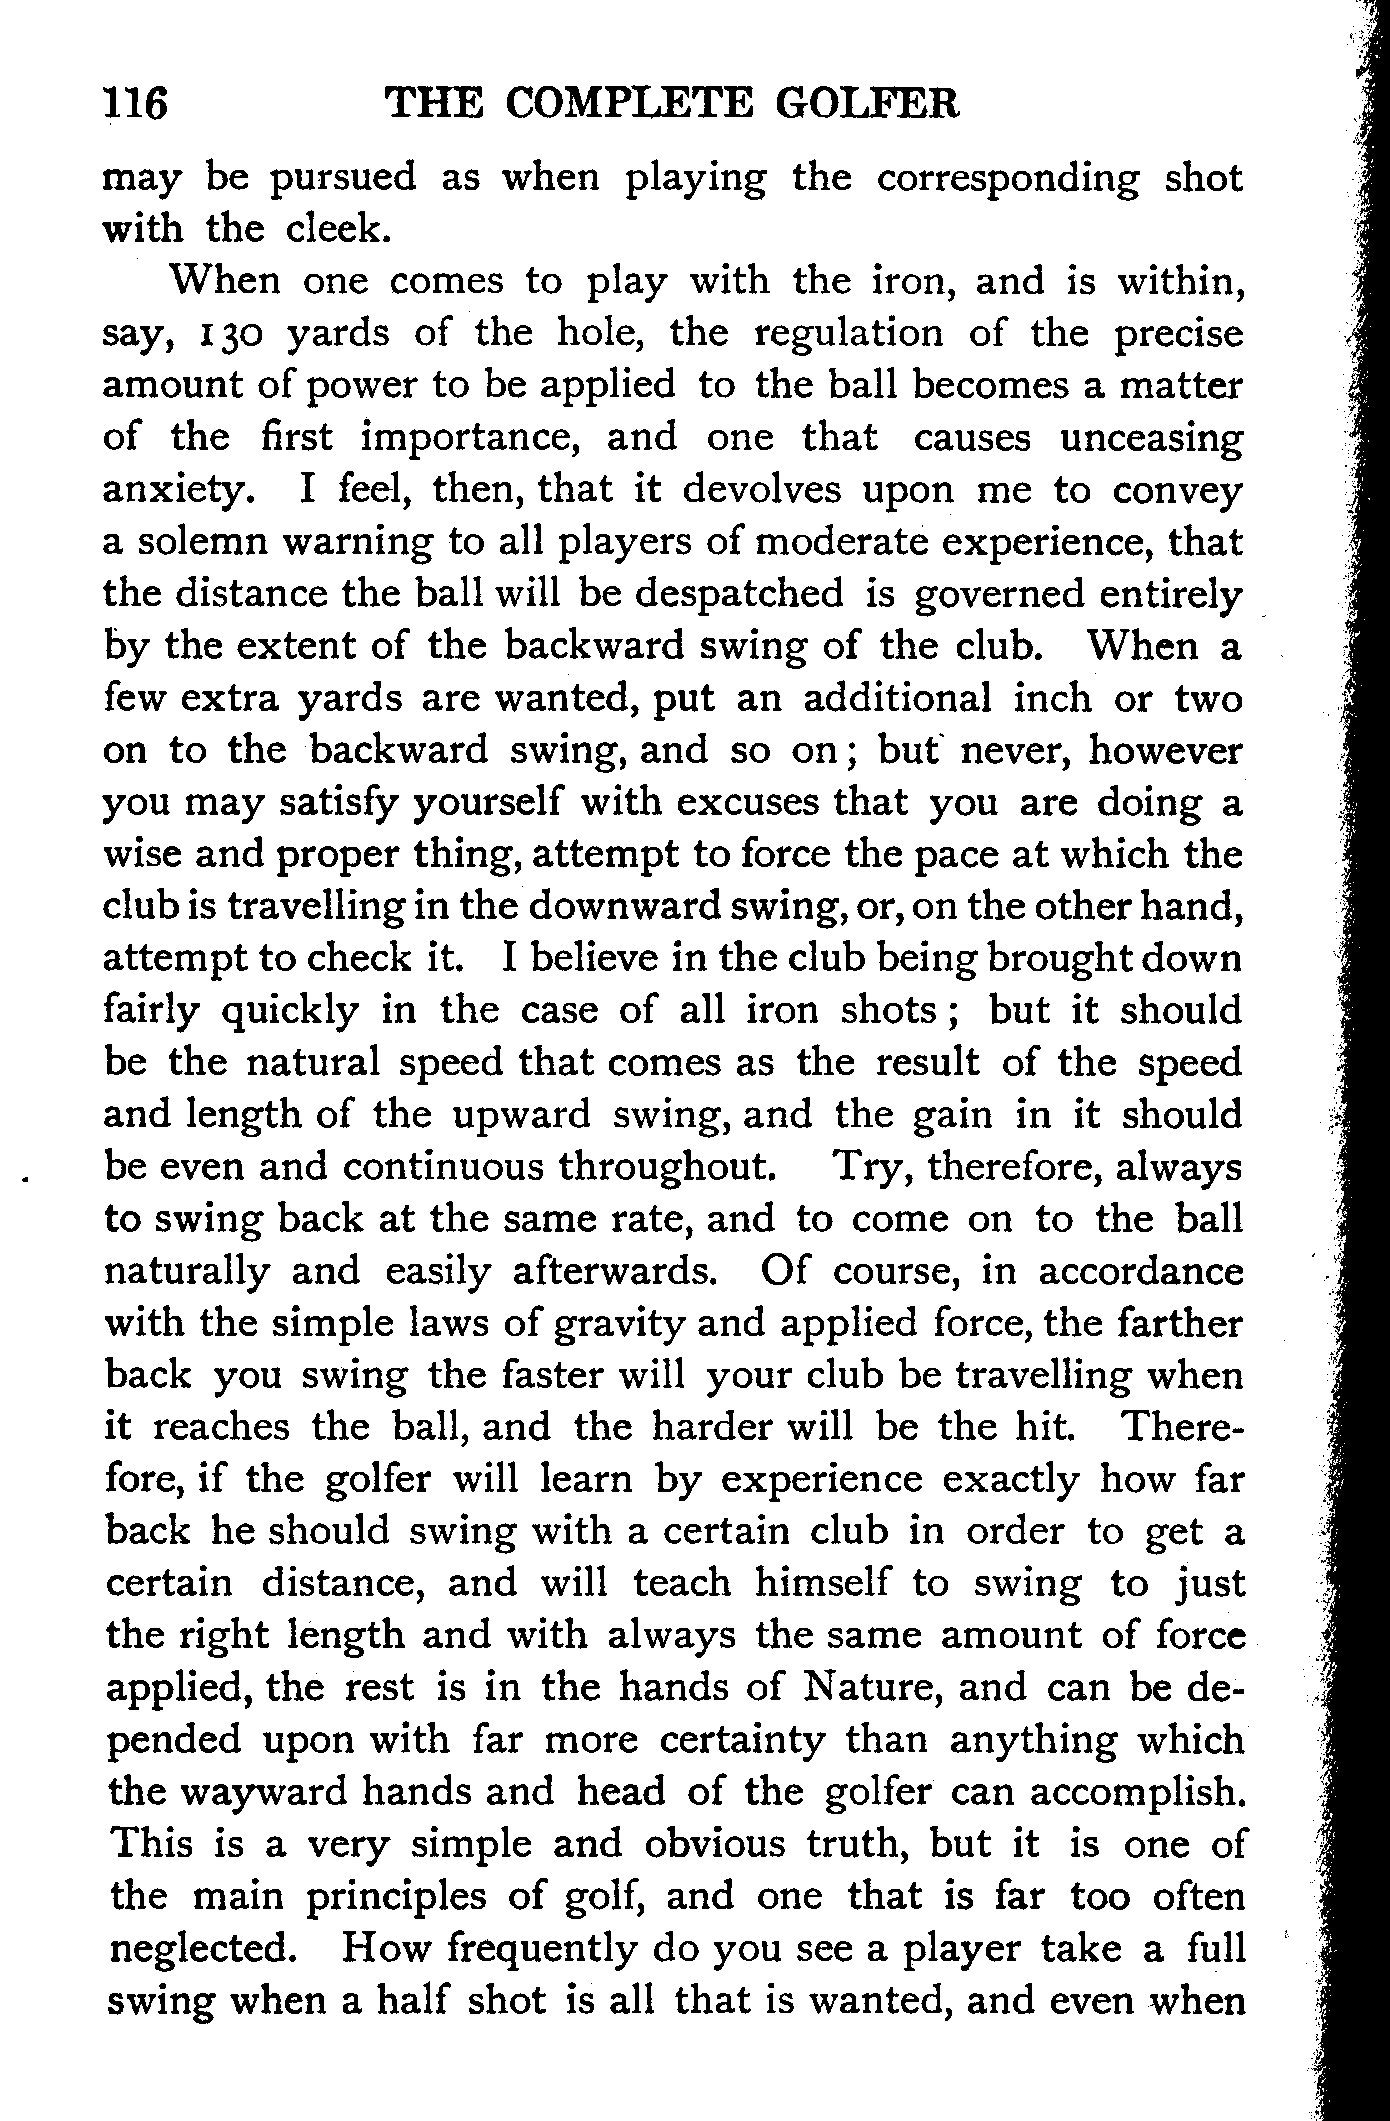 116 THE COMPLETE GOLFER
may be pursued as when playing the corresponding shot
with the cleek.
When one comes to play with the iron, and is within,
say, 130 yards of the hole, the regulation of the precise
amount of power to be applied to the ball becomes a matter
of the first importance, and one that causes unceasing
anxiety. I feel, then, that it devolves upon me to convey
a solemn warning to all players of moderate experience, that
the distance the ball will be despatched is governed entirely
by the extent of the backward swing of the club. When a
few extra yards are wanted, put an additional inch or two
on to the backward swing, and so on; but never, however
you may satisfy yourself with excuses that you are doing a
wise and proper thing, attempt to force the pace at which the
club is travelling in the downward swing, or, on the other hand,
attempt to check it. I believe in the club being brought down
fairly quickly in the case of all iron shots; but it should
be the natural speed that comes as the result of the speed
and length of the upward swing, and the gain in it should
be even and continuous throughout. Try, therefore, always
to swing back at the same rate, and to come on to the ball
naturally and easily afterwards. Of course, in accordance
with the simple laws of gravity and applied force, the farther
back you swing the faster will your club be travelling when
it reaches the ball, and the harder will be the hit. There-
fore, if the golfer will learn by experience exactly how far
back he should swing with a certain club in order to get a
certain distance, and will teach himself to swing to just
the right length and with always the same amount of force
applied, the rest is in the hands of Nature, and can be de-
pended upon with far more certainty than anything which
the wayward hands and head of the golfer can accomplish.
This is a very simple and obvious truth, but it is one of
the main principles of golf, and one that is far too often
neglected. How frequently do you see a player take a full
swing when a half shot is all that is wanted, and even when